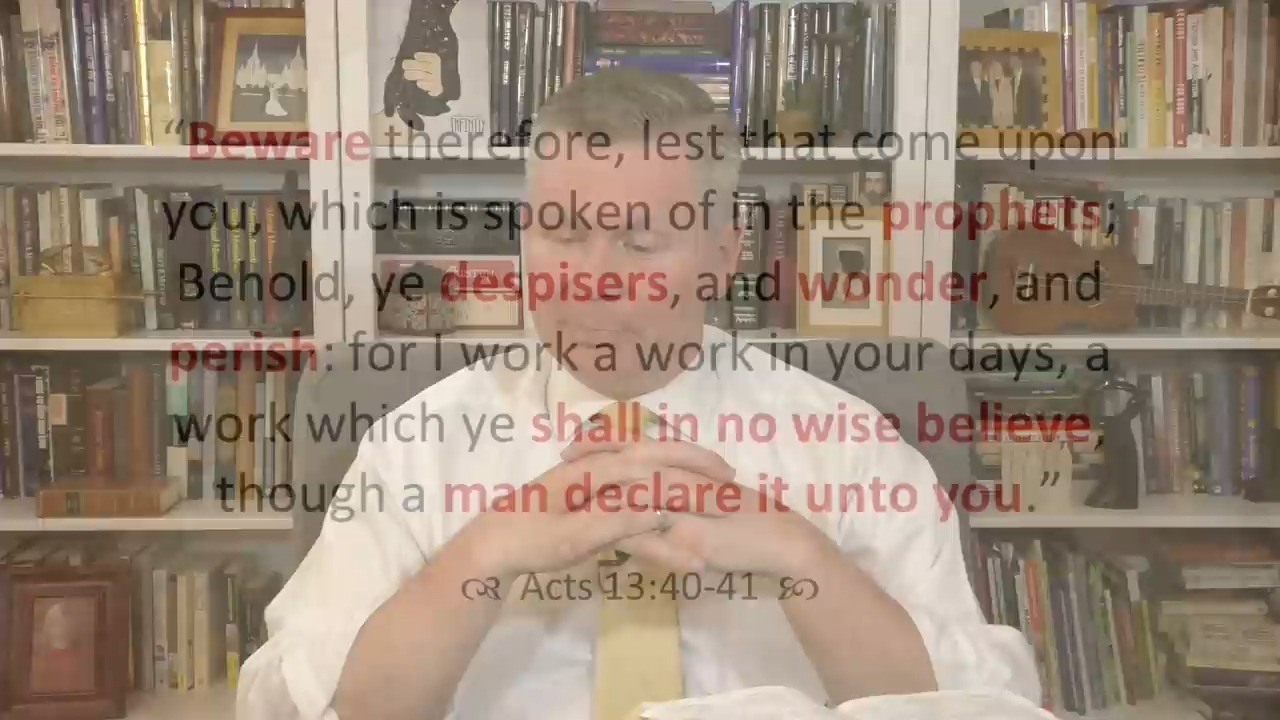 “Beware therefore, lest that come upon
you, which is spoken of in the prophets;
Behold, ye despisers, and wonder, and
perish: for I work a work in your days, a
work which ye shall in no wise believe,
though a man declare it unto you.”
Acts 13:40-41
INFINITY